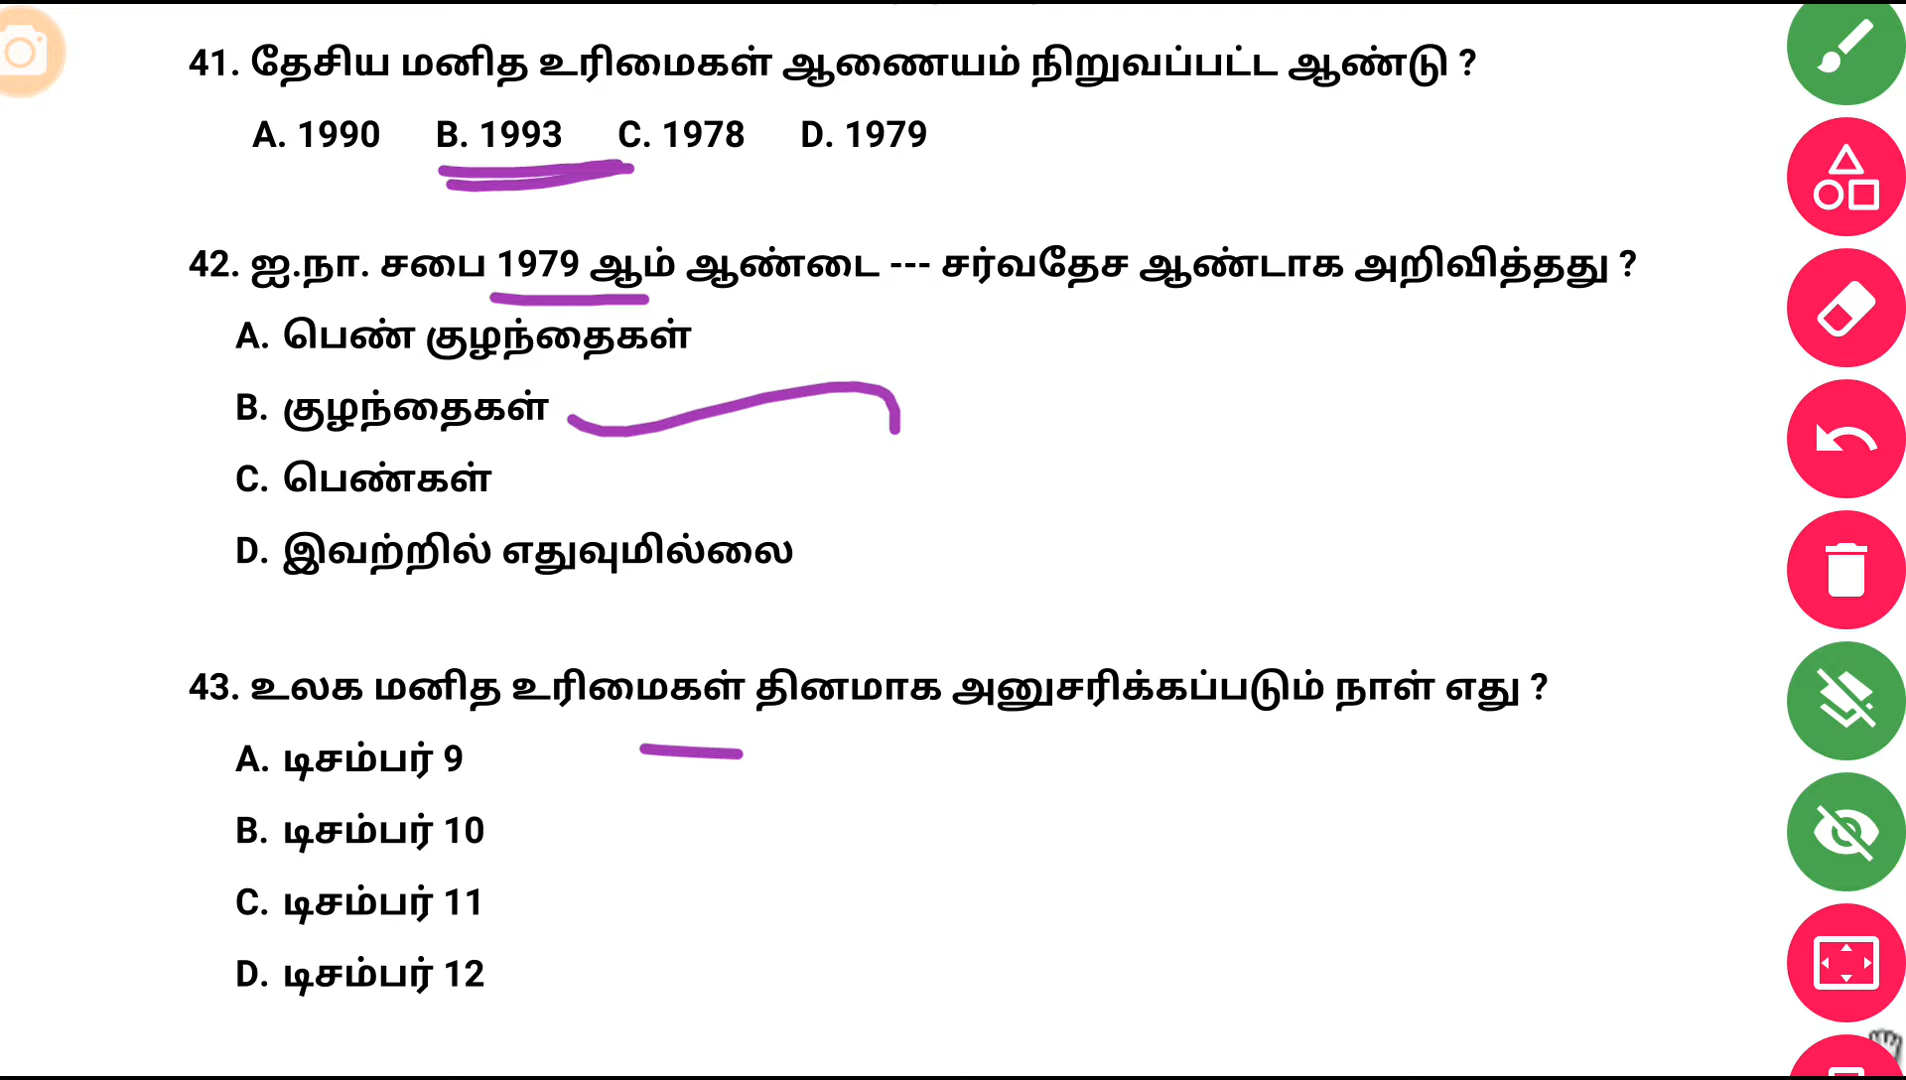 41. தேசிய மனித உரிமைகள் ஆணையம் நிறுவப்பட்ட ஆண்டு ?
A. 1990 B. 1993 C. 1978 D. 1979
42. ஐ.நா. சபை 1979 ஆம் ஆண்டை --- சர்வதேச ஆண்டாக அறிவித்தது ?
A. பெண் குழந்தைகள்
B. குழந்தைகள்
C. பெண்கள்
D. இவற்றில் எதுவுமில்லை
43. உலக மனித உரிமைகள் தினமாக அனுசரிக்கப்படும் நாள் எது ?
A. டிசம்பர் 9
B. டிசம்பர் 10
C. டிசம்பர் 11
D. டிசம்பர் 12